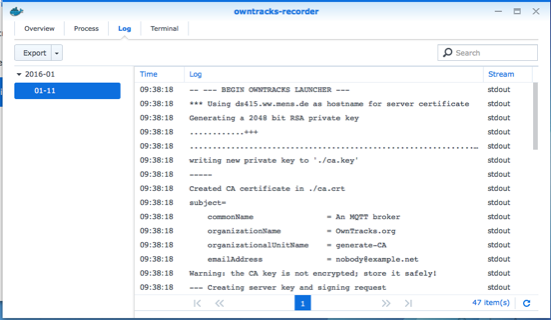 owntracks-recorder
Overview Process Log Terminal
Export Search
2016-01
01-11
Time Log Stream
09:38:18 -- --- BEGIN OWNTRACKS LAUNCHER --- stdout
09:38:18 *** Using ds415.ww.mens.de as hostname for server certificate stdout
09:38:18 Generating a 2048 bit RSA private key stdout
09:38:18 ............+++ stdout
09:38:18 ..................................................................... stdout
09:38:18 writing new private key to './ca.key' stdout
09:38:18 ----- stdout
09:38:18 Created CA certificate in ./ca.crt stdout
09:38:18 subject= stdout
09:38:18 commonName = An MQTT broker stdout
09:38:18 organizationName = OwnTracks.org stdout
09:38:18 organizationalUnitName = generate-CA stdout
09:38:18 emailAddress = nobody@example.net stdout
09:38:18 Warning: the CA key is not encrypted; store it safely! stdout
09:38:18 --- Creating server key and signing request stdout
1 47 item(s)